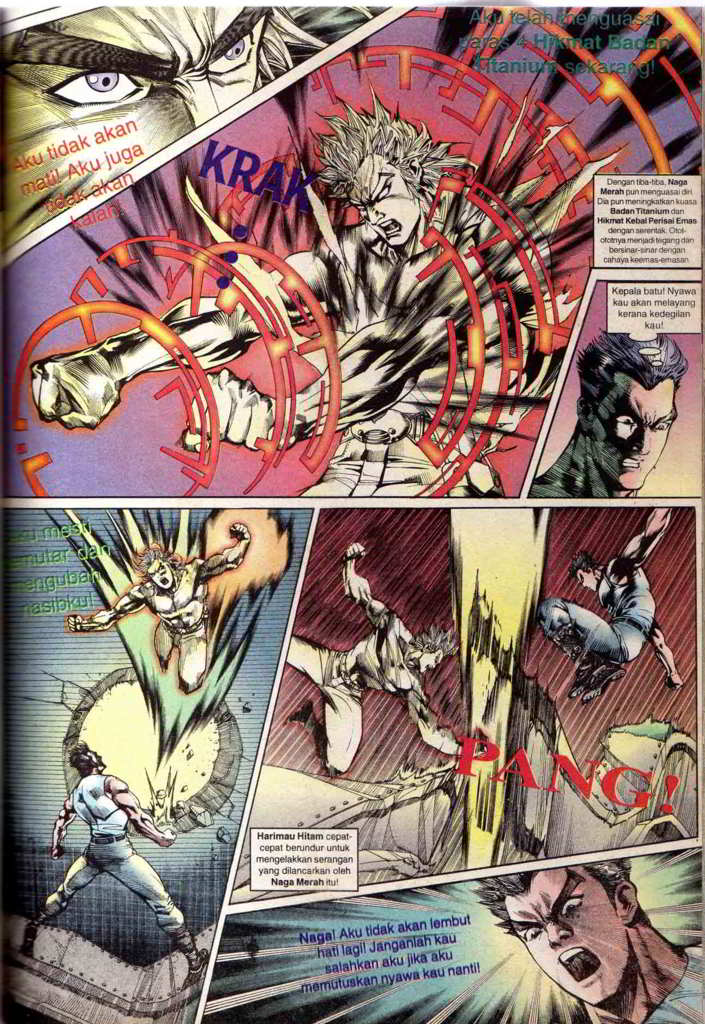 Aku tidak akan
mati! Aku juga
tidak akan
kalah!
Aku telah menguasai
paras 4 Hikmat Badan
Titanium sekarang!
KRAK
Dengan tiba-tiba, Naga
Merah pun menguasai diri.
Dia pun meningkatkan kuasa
Badan Titanium dan
Hikmat Kebal Perisai Emas
dengan serentak. Otot-
ototnya menjadi tegang dan
bersinar-sinar dengan
cahaya keemas-emasan.
Kepala batu! Nyawa
kau akan melayang
kerana kedegilan
kau!
mesti
memutar dan
mengubah
nasibku!
PANG!
Harimau Hitam cepat-
cepat berundur untuk
mengelakkan serangan
yang dilancarkan oleh
Naga Merah itu!
Naga! Aku tidak akan lembut
hati lagi! Janganlah kau
salahkan aku jika aku
memutuskan nyawa kau nanti!